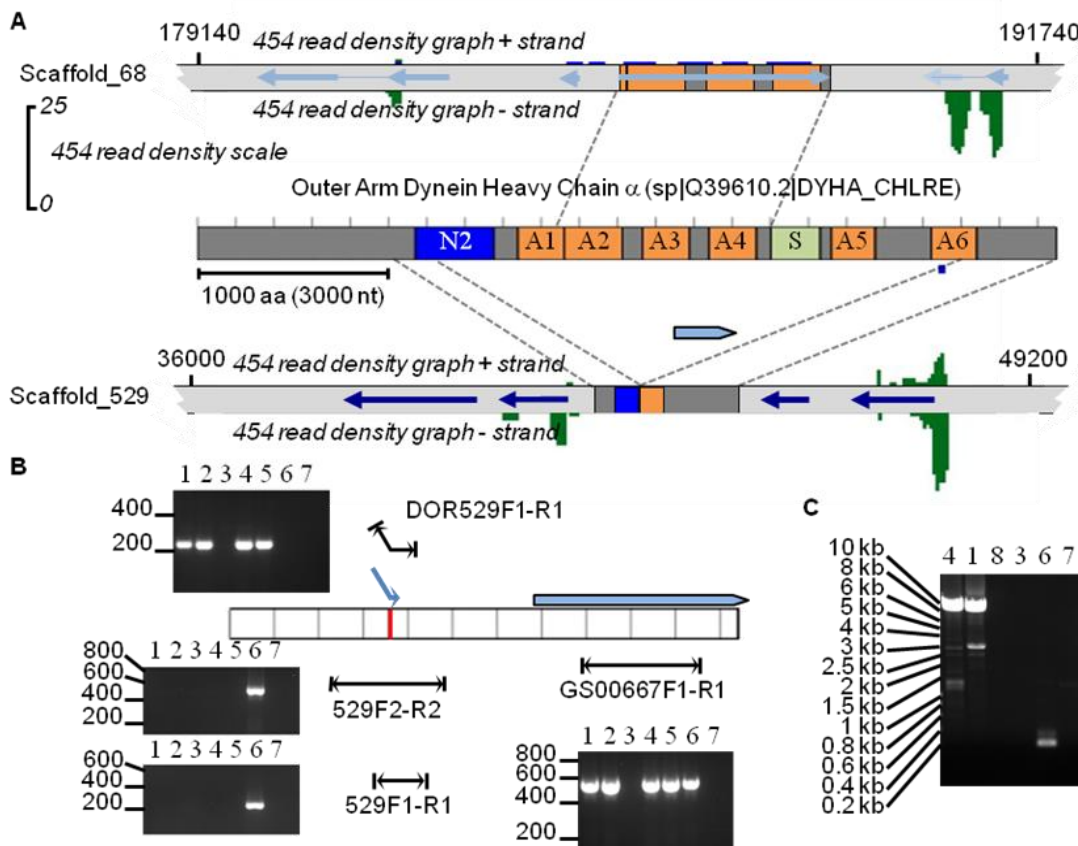 A
179140
191740
454 read density graph + strand
Scaffold_68
25
454 read density graph - strand
454 read density scale
0
Outer Arm Dynein Heavy Chain α (sp|Q39610.2|DYHA_CHLRE)
N2 A1 A2 A3 A4 S A5 A6
1000 aa (3000 nt)
36000
49200
454 read density graph + strand
Scaffold_529
454 read density graph - strand
B
1 2 3 4 5 6 7
400
200
DOR529F1-R1
C
10 kb
8 kb
6 kb
5 kb
4 kb
3 kb
2.5 kb
2 kb
1.5 kb
1 kb
0.8 kb
0.6 kb
0.4 kb
0.2 kb
4 1 8 3 6 7
1 2 3 4 5 6 7
800
600
400
200
529F2-R2
GS00667F1-R1
1 2 3 4 5 6 7
600
400
200
529F1-R1
1 2 3 4 5 6 7
800
600
400
200